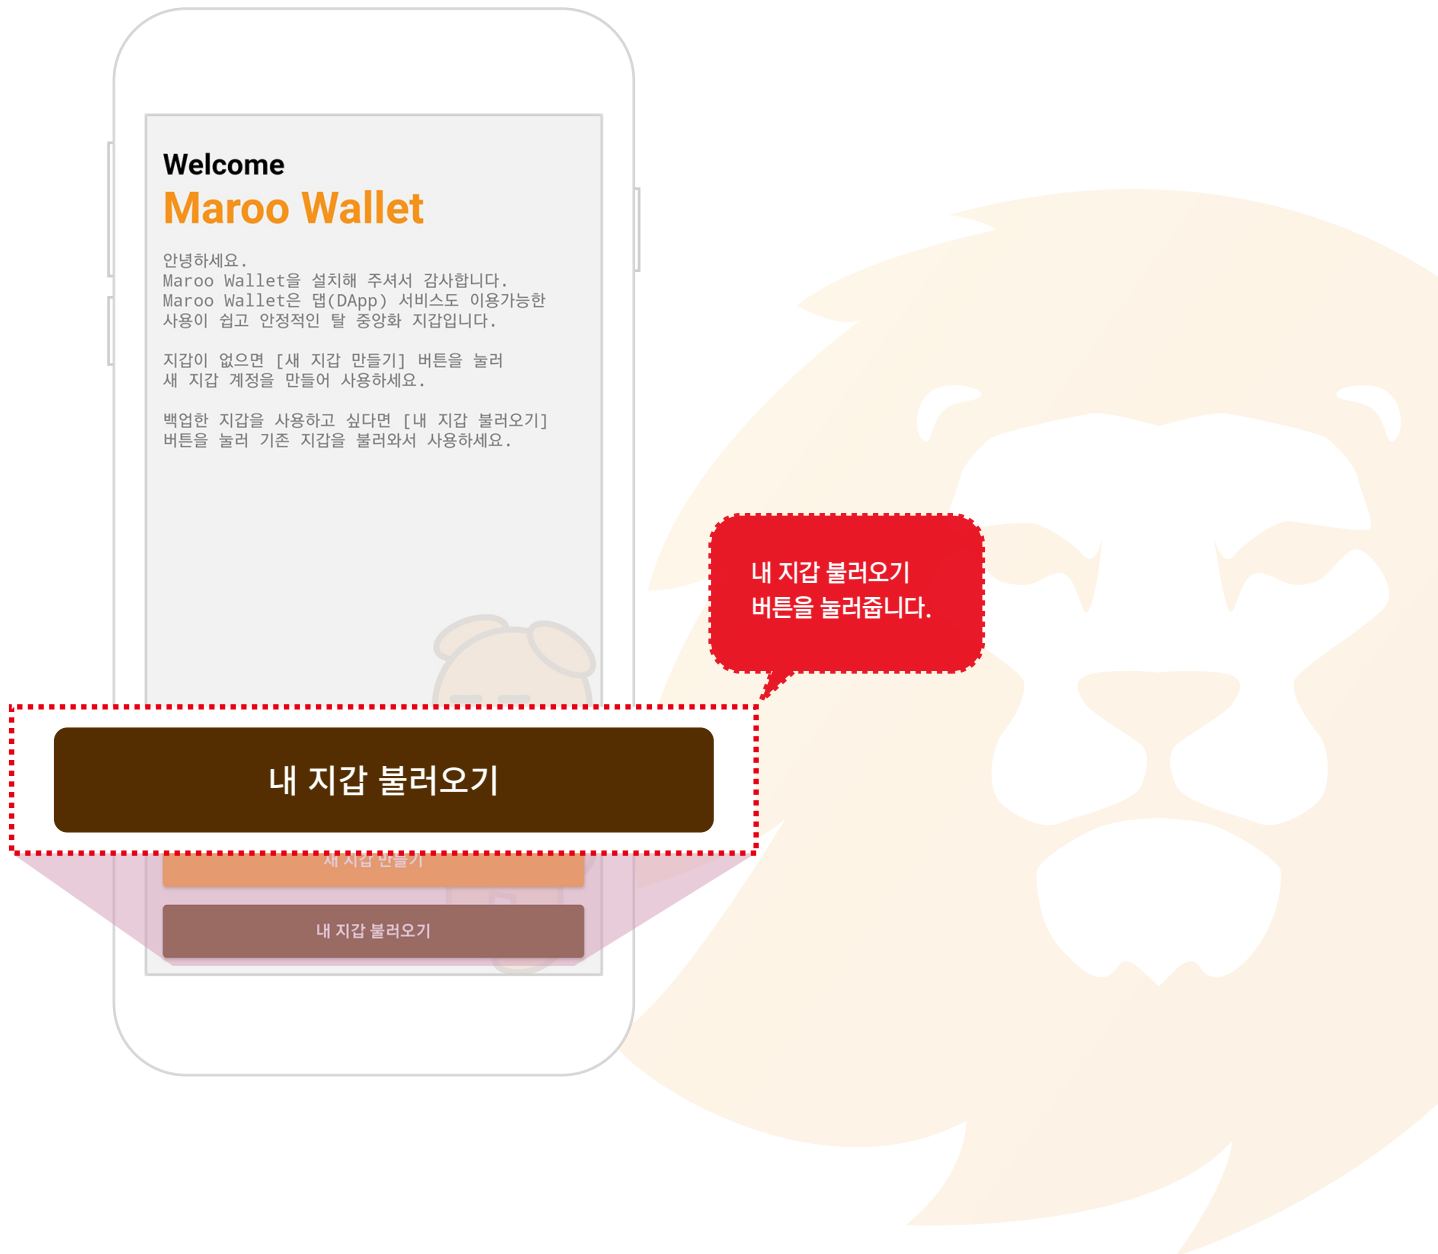 Welcome
Maroo Wallet
안녕하세요.
Maroo Wallet을 설치해 주셔서 감사합니다.
Maroo Wallet은 댑(DApp) 서비스도 이용가능한
사용이 쉽고 안정적인 탈 중앙화 지갑입니다.
지갑이 없으면 [새 지갑 만들기] 버튼을 눌러
새 지갑 계정을 만들어 사용하세요.
백업한 지갑을 사용하고 싶다면 [내 지갑 불러오기]
버튼을 눌러 기존 지갑을 불러와서 사용하세요.
내 지갑 불러오기
버튼을 눌러줍니다.
내 지갑 불러오기
새 지갑 만들기
내 지갑 불러오기